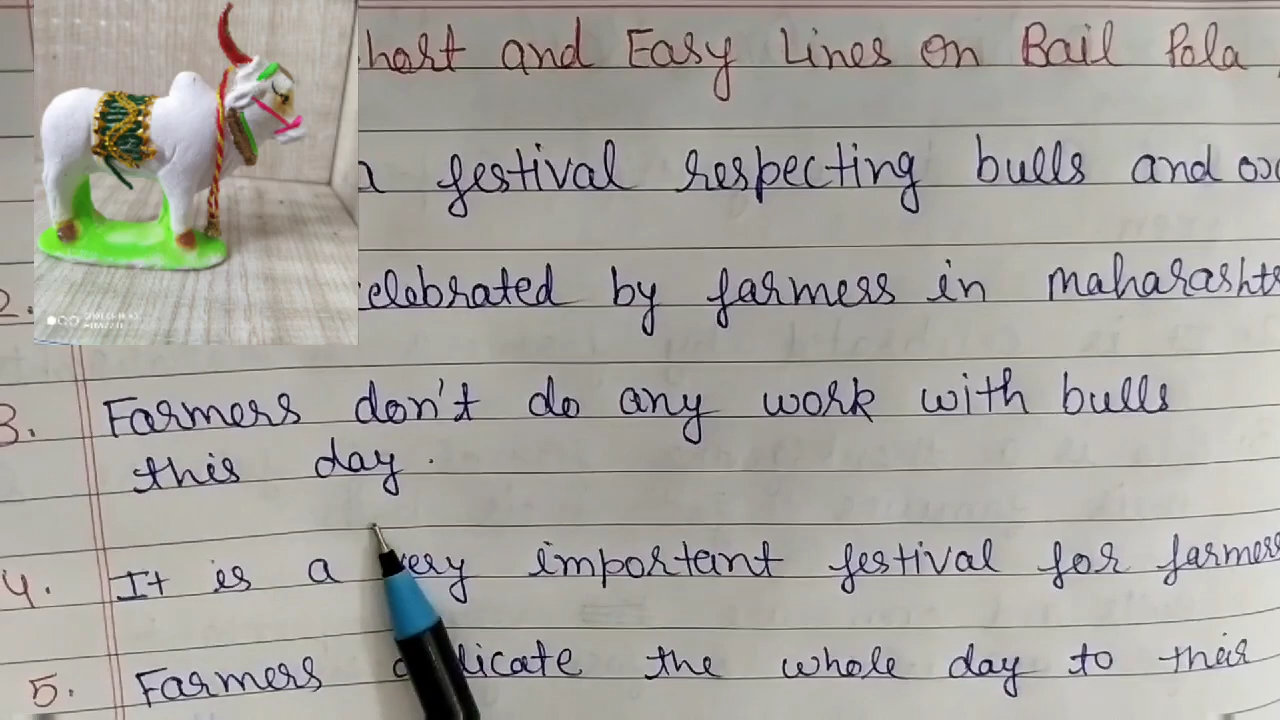 hort and Easy Lines on Bail Pola
a festival respecting bulls and
2. celebrated by farmers in maharasht
3. Farmers don't do any work with bulls
this day.
4. It is a very important festival for farmers
5. Farmers the whole day to their